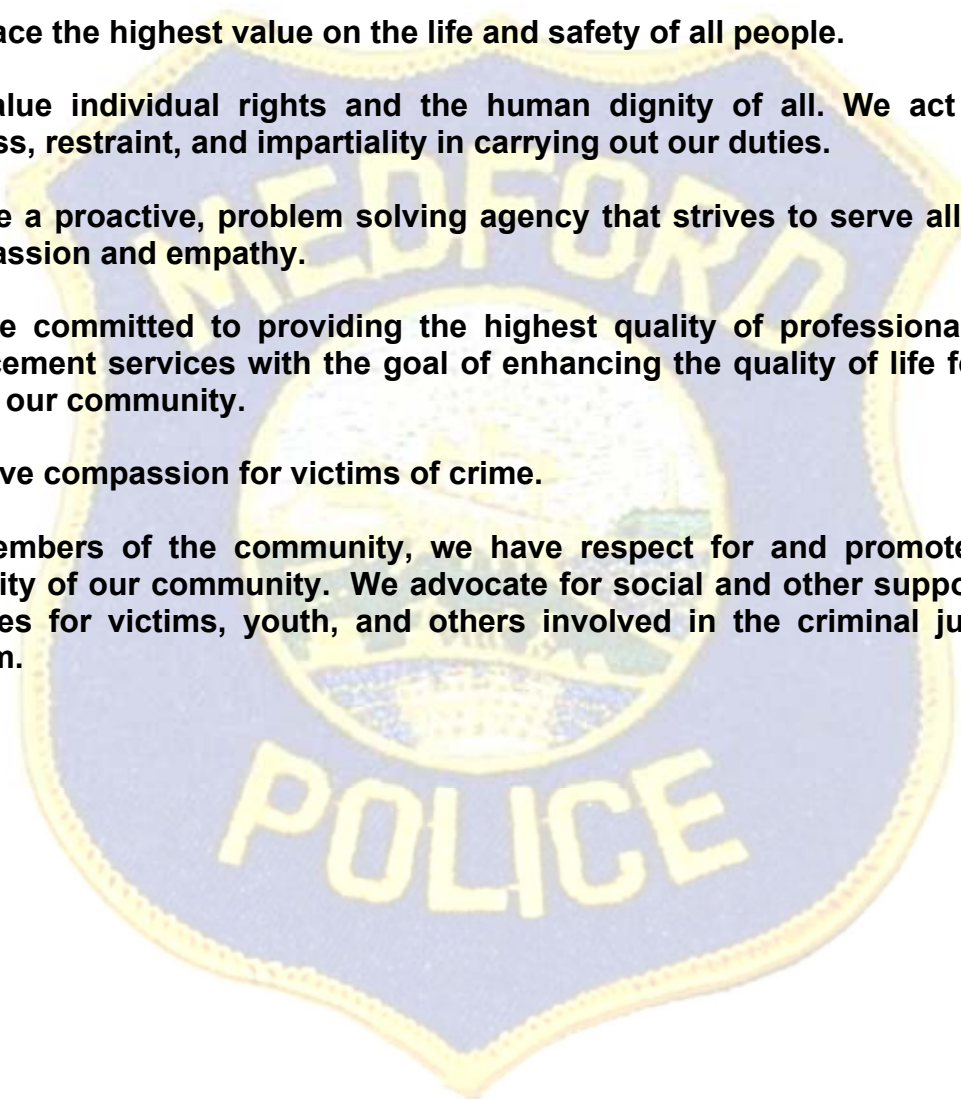 ace the highest value on the life and safety of all people.
alue individual rights and the human dignity of all. We act
ss, restraint, and impartiality in carrying out our duties.
e a proactive, problem solving agency that strives to serve all
assion and empathy.
e committed to providing the highest quality of professiona
cement services with the goal of enhancing the quality of life fo
our community.
ve compassion for victims of crime.
embers of the community, we have respect for and promote
ity of our community. We advocate for social and other suppo
es for victims, youth, and others involved in the criminal ju
m.
MEDFORD
POLICE